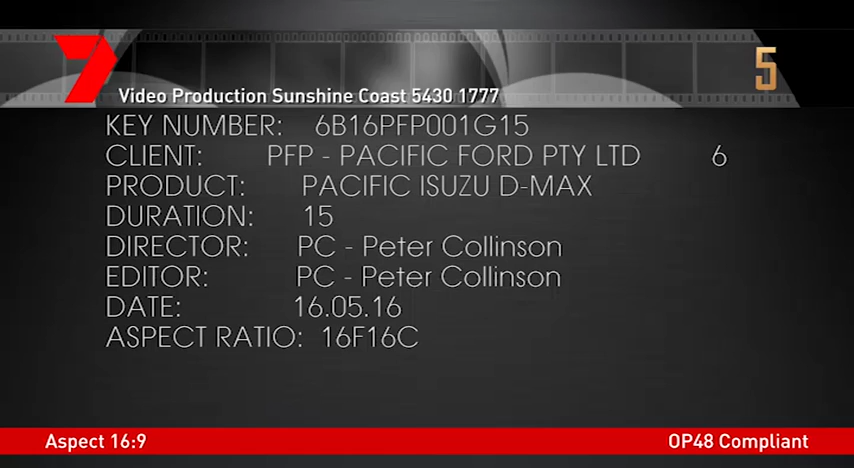 7
5
Video Production Sunshine Coast 5430 1777
KEY NUMBER: 6B16PFP001G15
CLIENT: PFP - PACIFIC FORD PTY LTD 6
PRODUCT: PACIFIC ISUZU D-MAX
DURATION: 15
DIRECTOR: PC - Peter Collinson
EDITOR: PC - Peter Collinson
DATE: 16.05.16
ASPECT RATIO: 16F16C
Aspect 16:9 OP48 Compliant